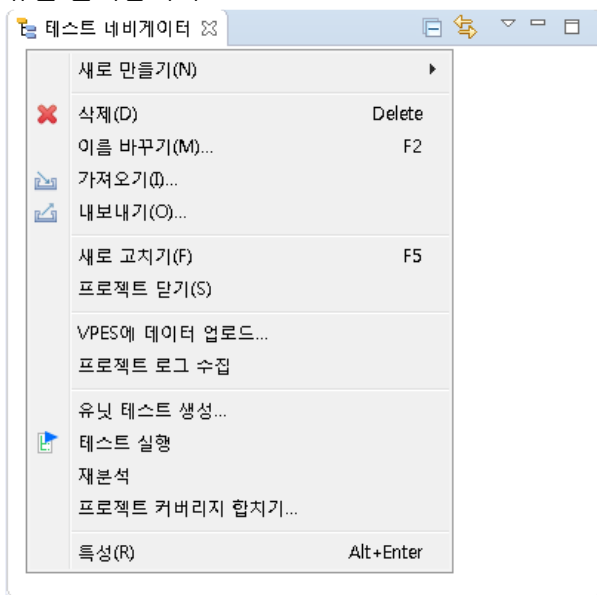 테스트 네비게이터
새로 만들기(N)
삭제(D) Delete
이름 바꾸기(M)... F2
가져오기(I)...
내보내기(O)...
새로 고치기(F) F5
프로젝트 닫기(S)
VPES에 데이터 업로드...
프로젝트 로그 수집
유닛 테스트 생성...
테스트 실행
재분석
프로젝트 커버리지 합치기...
특성(R) Alt+Enter